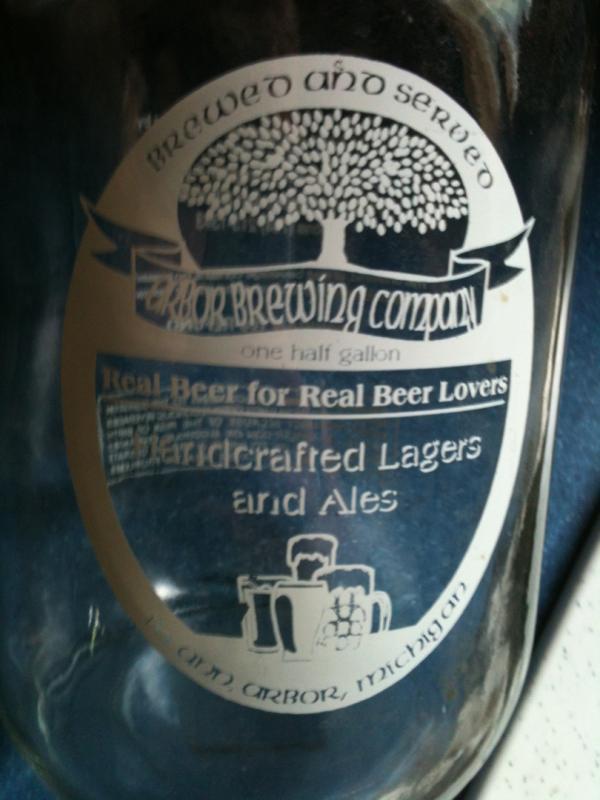 BREWED AND SERVED
ARBOR BREWING COMPANY
one half gallon
Real Beer for Real Beer Lovers
Handcrafted Lagers
and Ales
in ANN ARBOR, MICHIGAN